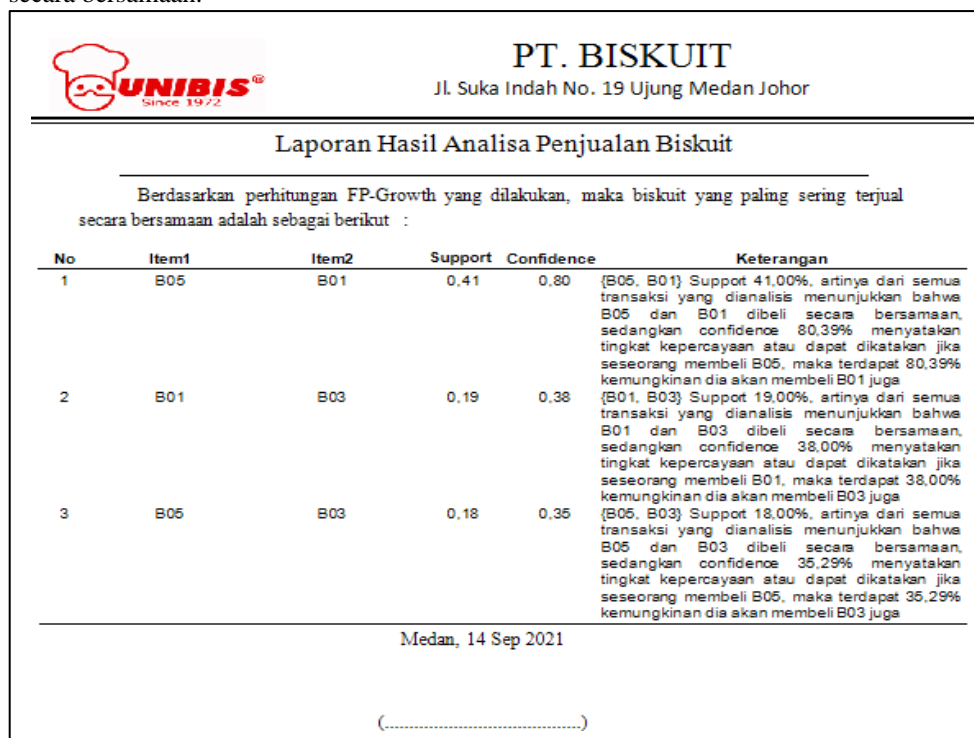 secara bersamaan.
UNIBIS®
Since 1972
PT. BISKUIT
Jl. Suka Indah No. 19 Ujung Medan Johor
Laporan Hasil Analisa Penjualan Biskuit
Berdasarkan perhitungan FP-Growth yang dilakukan, maka biskuit yang paling sering terjual
secara bersamaan adalah sebagai berikut :
No Item1 Item2 Support Confidence Keterangan
1 B05 B01 0,41 0,80 {B05, B01} Support 41,00%, artinya dari semua
transaksi yang dianalisis menunjukkan bahwa
B05 dan B01 dibeli secara bersamaan,
sedangkan confidence 80,39% menyatakan
tingkat kepercayaan atau dapat dikatakan jika
seseorang membeli B05, maka terdapat 80,39%
kemungkinan dia akan membeli B01 juga
2 B01 B03 0,19 0,38 {B01, B03} Support 19,00%, artinya dari semua
transaksi yang dianalisis menunjukkan bahwa
B01 dan B03 dibeli secara bersamaan,
sedangkan confidence 38,00% menyatakan
tingkat kepercayaan atau dapat dikatakan jika
seseorang membeli B01, maka terdapat 38,00%
kemungkinan dia akan membeli B03 juga
3 B05 B03 0,18 0,35 {B05, B03} Support 18,00%, artinya dari semua
transaksi yang dianalisis menunjukkan bahwa
B05 dan B03 dibeli secara bersamaan,
sedangkan confidence 35,29% menyatakan
tingkat kepercayaan atau dapat dikatakan jika
seseorang membeli B05, maka terdapat 35,29%
kemungkinan dia akan membeli B03 juga
Medan, 14 Sep 2021
(........................................)